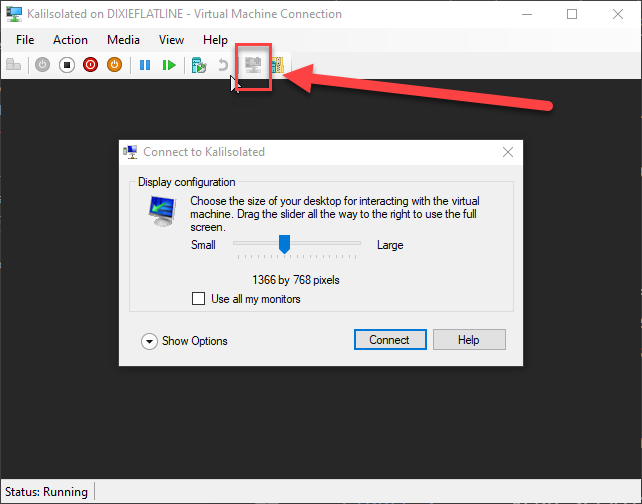 KaliIsolated on DIXIEFLATLINE - Virtual Machine Connection
File Action Media View Help
Connect to KaliIsolated
Display configuration
Choose the size of your desktop for interacting with the virtual
machine. Drag the slider all the way to the right to use the full
screen.
Small Large
1366 by 768 pixels
Use all my monitors
Show Options Connect Help
Status: Running